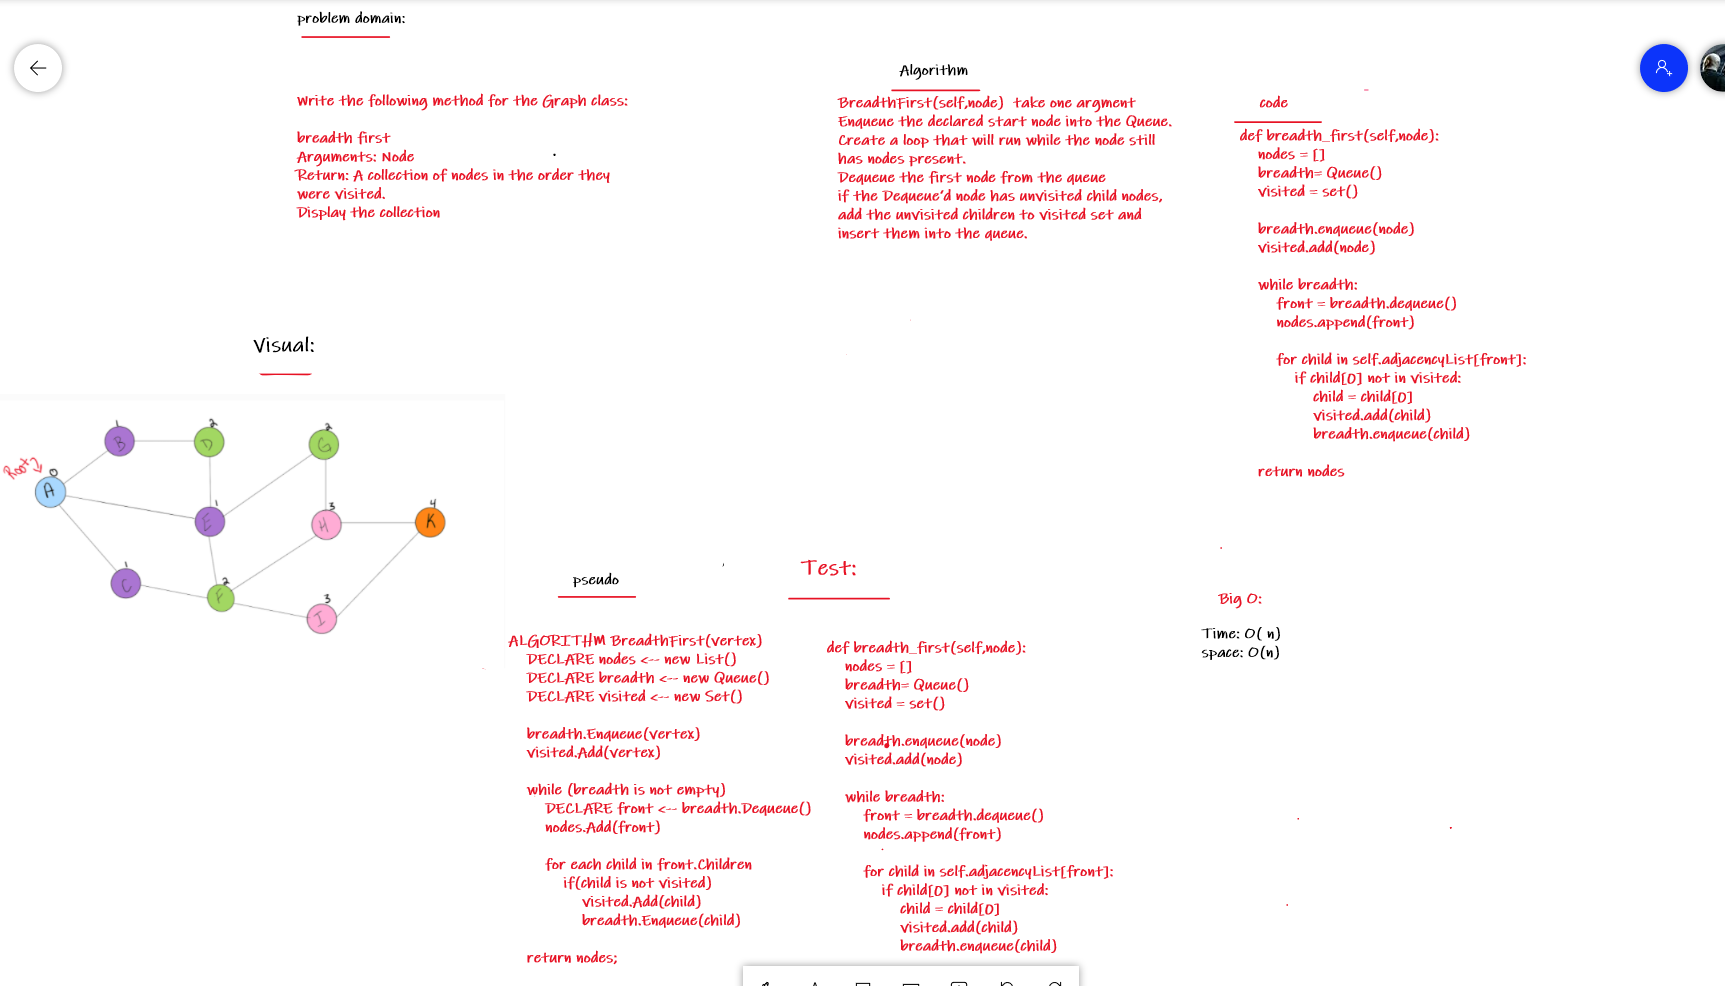 problem domain:
Write the following method for the Graph class:
breadth first
Arguments: Node
Return: A collection of nodes in the order they
were visited.
Display the collection
Algorithm
BreadthFirst(self,node)  take one argment
Enqueue the declared start node into the Queue.
Create a loop that will run while the node still
has nodes present.
Dequeue the first node from the queue
if the Dequeue'd node has unvisited child nodes,
add the unvisited children to visited set and
insert them into the queue.
code
def breadth_first(self,node):
nodes = []
breadth= Queue()
visited = set()
breadth.enqueue(node)
visited.add(node)
while breadth:
front = breadth.dequeue()
nodes.append(front)
for child in self.adjacencyList[front]:
if child[0] not in visited:
child = child[0]
visited.add(child)
breadth.enqueue(child)
return nodes
Visual:
Root
0
A
1
B
2
D
2
G
1
E
3
H
4
K
1
C
2
F
3
I
pseudo
ALGORITHM BreadthFirst(vertex)
DECLARE nodes <-- new List()
DECLARE breadth <-- new Queue()
DECLARE visited <-- new Set()
breadth.Enqueue(vertex)
visited.Add(vertex)
while (breadth is not empty)
DECLARE front <-- breadth.Dequeue()
nodes.Add(front)
for each child in front.Children
if(child is not visited)
visited.Add(child)
breadth.Enqueue(child)
return nodes;
Test:
def breadth_first(self,node):
nodes = []
breadth= Queue()
visited = set()
breadth.enqueue(node)
visited.add(node)
while breadth:
front = breadth.dequeue()
nodes.append(front)
for child in self.adjacencyList[front]:
if child[0] not in visited:
child = child[0]
visited.add(child)
breadth.enqueue(child)
Big O:
Time: O( n)
space: O(n)